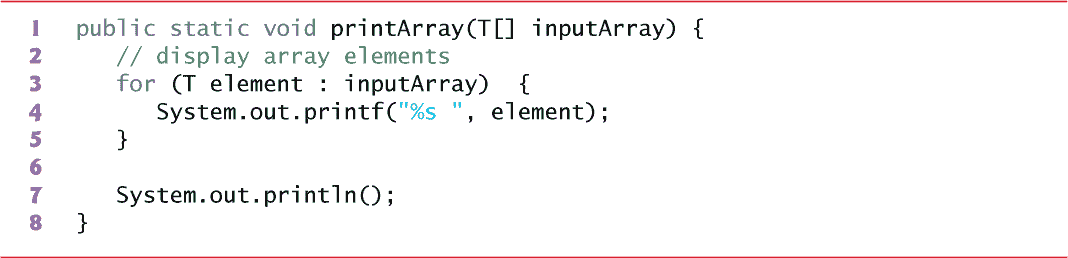 1 public static void printArray(T[] inputArray) {
2 // display array elements
3 for (T element : inputArray)  {
4 System.out.printf("%s ", element);
5 }
6
7 System.out.println();
8 }